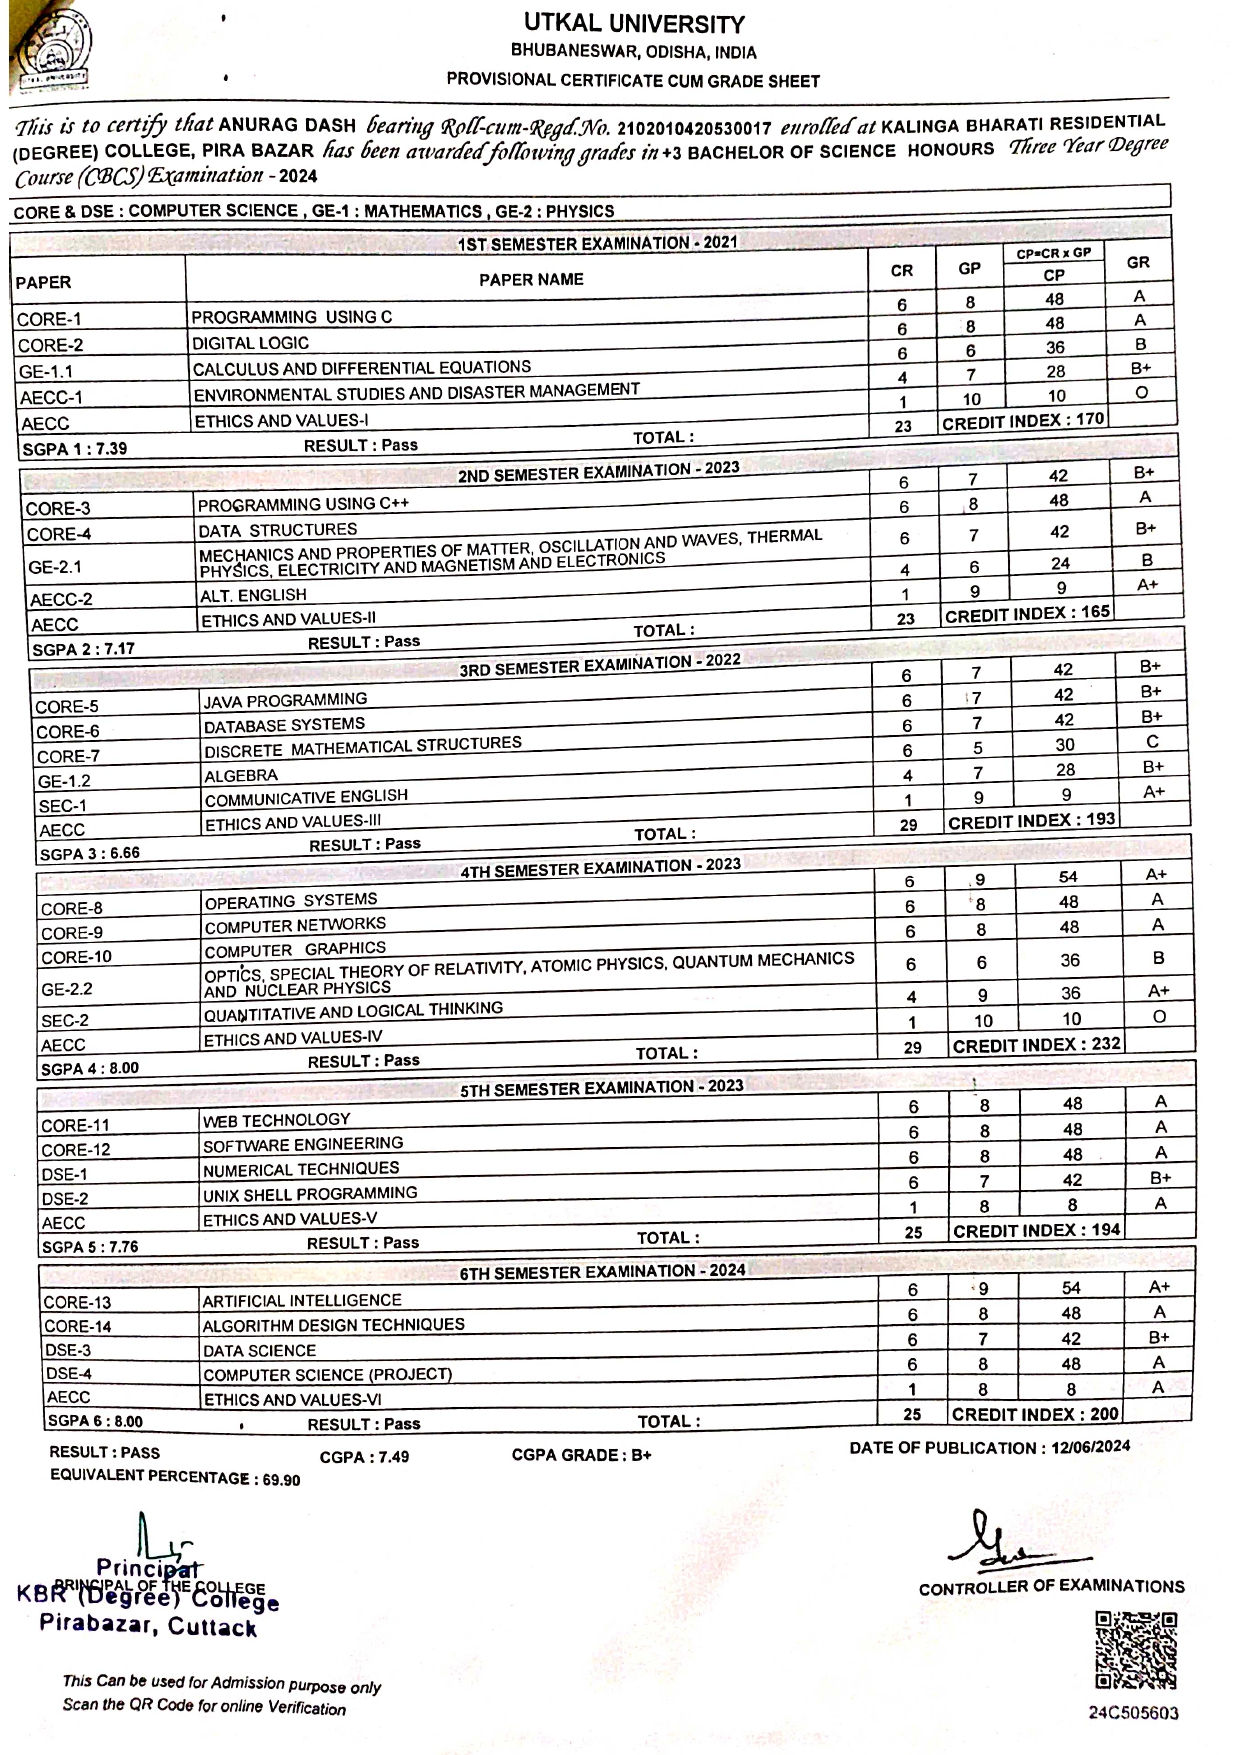 UTKAL UNIVERSITY
BHUBANESWAR, ODISHA, INDIA
PROVISIONAL CERTIFICATE CUM GRADE SHEET
This is to certify that ANURAG DASH bearing Roll-cum-Regd.No. 2102010420530017 enrolled at KALINGA BHARATI RESIDENTIAL
(DEGREE) COLLEGE, PIRA BAZAR has been awarded following grades in +3 BACHELOR OF SCIENCE HONOURS Three Year Degree
Course (CBCS) Examination - 2024
CORE & DSE : COMPUTER SCIENCE , GE-1 : MATHEMATICS , GE-2 : PHYSICS
1ST SEMESTER EXAMINATION - 2021
PAPER PAPER NAME CR GP CP=CR x GP CP GR
CORE-1 PROGRAMMING USING C 6 8 48 A
CORE-2 DIGITAL LOGIC 6 8 48 A
GE-1.1 CALCULUS AND DIFFERENTIAL EQUATIONS 6 6 36 B
AECC-1 ENVIRONMENTAL STUDIES AND DISASTER MANAGEMENT 4 7 28 B+
AECC ETHICS AND VALUES-I 1 10 10 O
SGPA 1 : 7.39 RESULT : Pass TOTAL : 23 CREDIT INDEX : 170
2ND SEMESTER EXAMINATION - 2023
CORE-3 PROGRAMMING USING C++ 6 7 42 B+
CORE-4 DATA STRUCTURES 6 8 48 A
GE-2.1 MECHANICS AND PROPERTIES OF MATTER, OSCILLATION AND WAVES, THERMAL 6 7 42 B+
PHYSICS, ELECTRICITY AND MAGNETISM AND ELECTRONICS
AECC-2 ALT. ENGLISH 4 6 24 B
AECC ETHICS AND VALUES-II 1 9 9 A+
SGPA 2 : 7.17 RESULT : Pass TOTAL : 23 CREDIT INDEX : 165
3RD SEMESTER EXAMINATION - 2022
CORE-5 JAVA PROGRAMMING 6 7 42 B+
CORE-6 DATABASE SYSTEMS 6 7 42 B+
CORE-7 DISCRETE MATHEMATICAL STRUCTURES 6 7 42 B+
GE-1.2 ALGEBRA 6 5 30 C
SEC-1 COMMUNICATIVE ENGLISH 4 7 28 B+
AECC ETHICS AND VALUES-III 1 9 9 A+
SGPA 3 : 6.66 RESULT : Pass TOTAL : 29 CREDIT INDEX : 193
4TH SEMESTER EXAMINATION - 2023
CORE-8 OPERATING SYSTEMS 6 9 54 A+
CORE-9 COMPUTER NETWORKS 6 8 48 A
CORE-10 COMPUTER GRAPHICS 6 8 48 A
GE-2.2 OPTICS, SPECIAL THEORY OF RELATIVITY, ATOMIC PHYSICS, QUANTUM MECHANICS 6 6 36 B
AND NUCLEAR PHYSICS
SEC-2 QUANTITATIVE AND LOGICAL THINKING 4 9 36 A+
AECC ETHICS AND VALUES-IV 1 10 10 O
SGPA 4 : 8.00 RESULT : Pass TOTAL : 29 CREDIT INDEX : 232
5TH SEMESTER EXAMINATION - 2023
CORE-11 WEB TECHNOLOGY 6 8 48 A
CORE-12 SOFTWARE ENGINEERING 6 8 48 A
DSE-1 NUMERICAL TECHNIQUES 6 8 48 A
DSE-2 UNIX SHELL PROGRAMMING 6 7 42 B+
AECC ETHICS AND VALUES-V 1 8 8 A
SGPA 5 : 7.76 RESULT : Pass TOTAL : 25 CREDIT INDEX : 194
6TH SEMESTER EXAMINATION - 2024
CORE-13 ARTIFICIAL INTELLIGENCE 6 9 54 A+
CORE-14 ALGORITHM DESIGN TECHNIQUES 6 8 48 A
DSE-3 DATA SCIENCE 6 7 42 B+
DSE-4 COMPUTER SCIENCE (PROJECT) 6 8 48 A
AECC ETHICS AND VALUES-VI 1 8 8 A
SGPA 6 : 8.00 RESULT : Pass TOTAL : 25 CREDIT INDEX : 200
RESULT : PASS CGPA : 7.49 CGPA GRADE : B+ DATE OF PUBLICATION : 12/06/2024
EQUIVALENT PERCENTAGE : 69.90
Principal
PRINCIPAL OF THE COLLEGE
KBR (Degree) College
Pirabazar, Cuttack
CONTROLLER OF EXAMINATIONS
This Can be used for Admission purpose only
Scan the QR Code for online Verification
24C505603